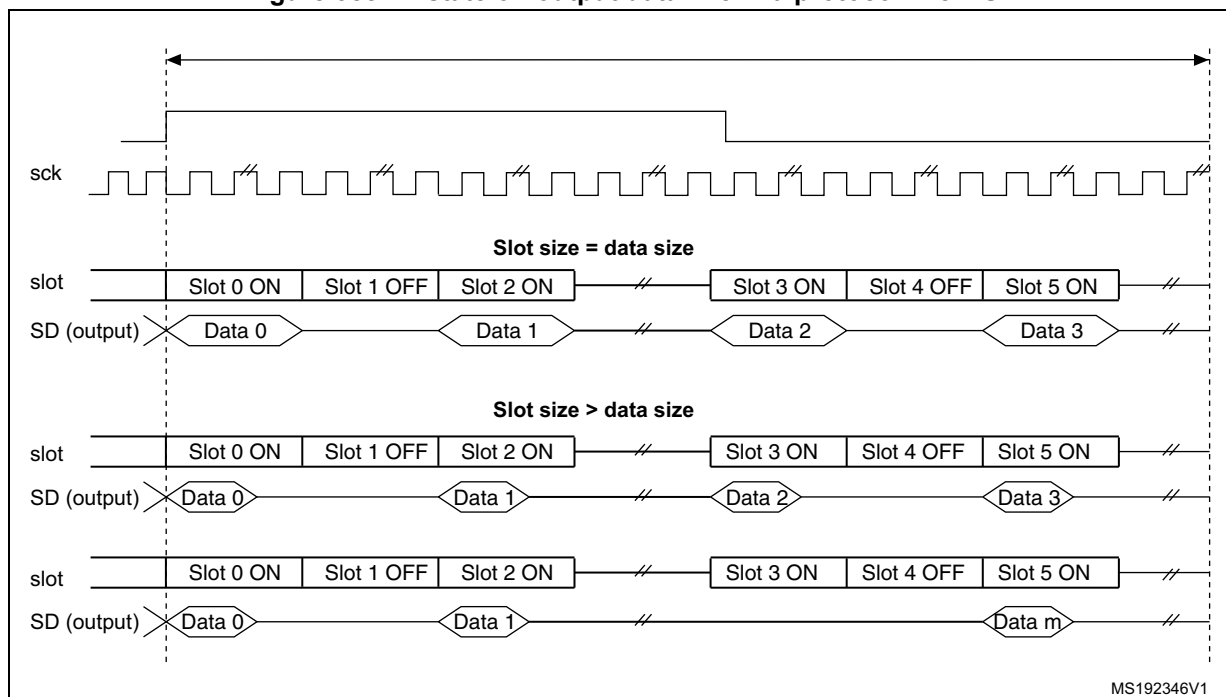 sck
Slot size = data size
slot Slot 0 ON Slot 1 OFF Slot 2 ON Slot 3 ON Slot 4 OFF Slot 5 ON
SD (output) Data 0 Data 1 Data 2 Data 3
Slot size > data size
slot Slot 0 ON Slot 1 OFF Slot 2 ON Slot 3 ON Slot 4 OFF Slot 5 ON
SD (output) Data 0 Data 1 Data 2 Data 3
slot Slot 0 ON Slot 1 OFF Slot 2 ON Slot 3 ON Slot 4 OFF Slot 5 ON
SD (output) Data 0 Data 1 Data m
MS192346V1